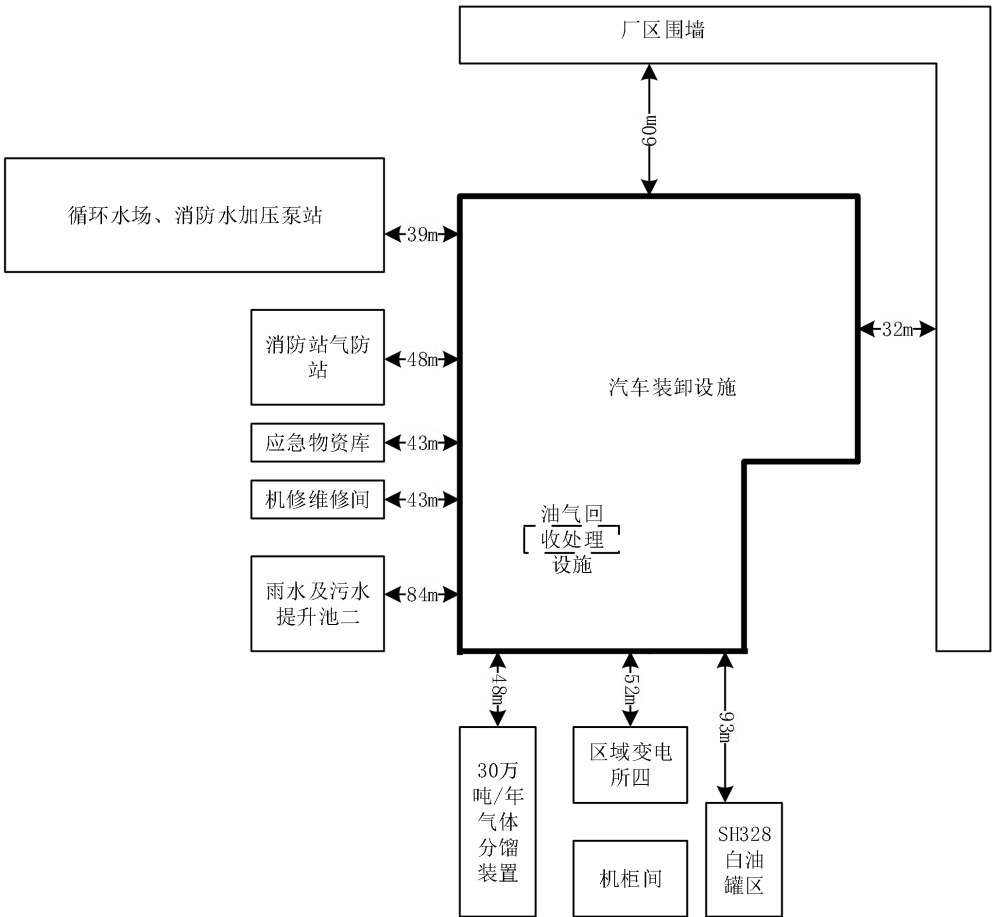 厂区围墙
60m
循环水场、消防水加压泵站
39m
消防站气防
站
48m
32m
汽车装卸设施
应急物资库
43m
机修维修间
43m
油气回
收处理
设施
雨水及污水
提升池二
84m
48m
52m
93m
30万
吨/年
气体
分馏
装置
区域变电
所四
机柜间
SH328
白油
罐区